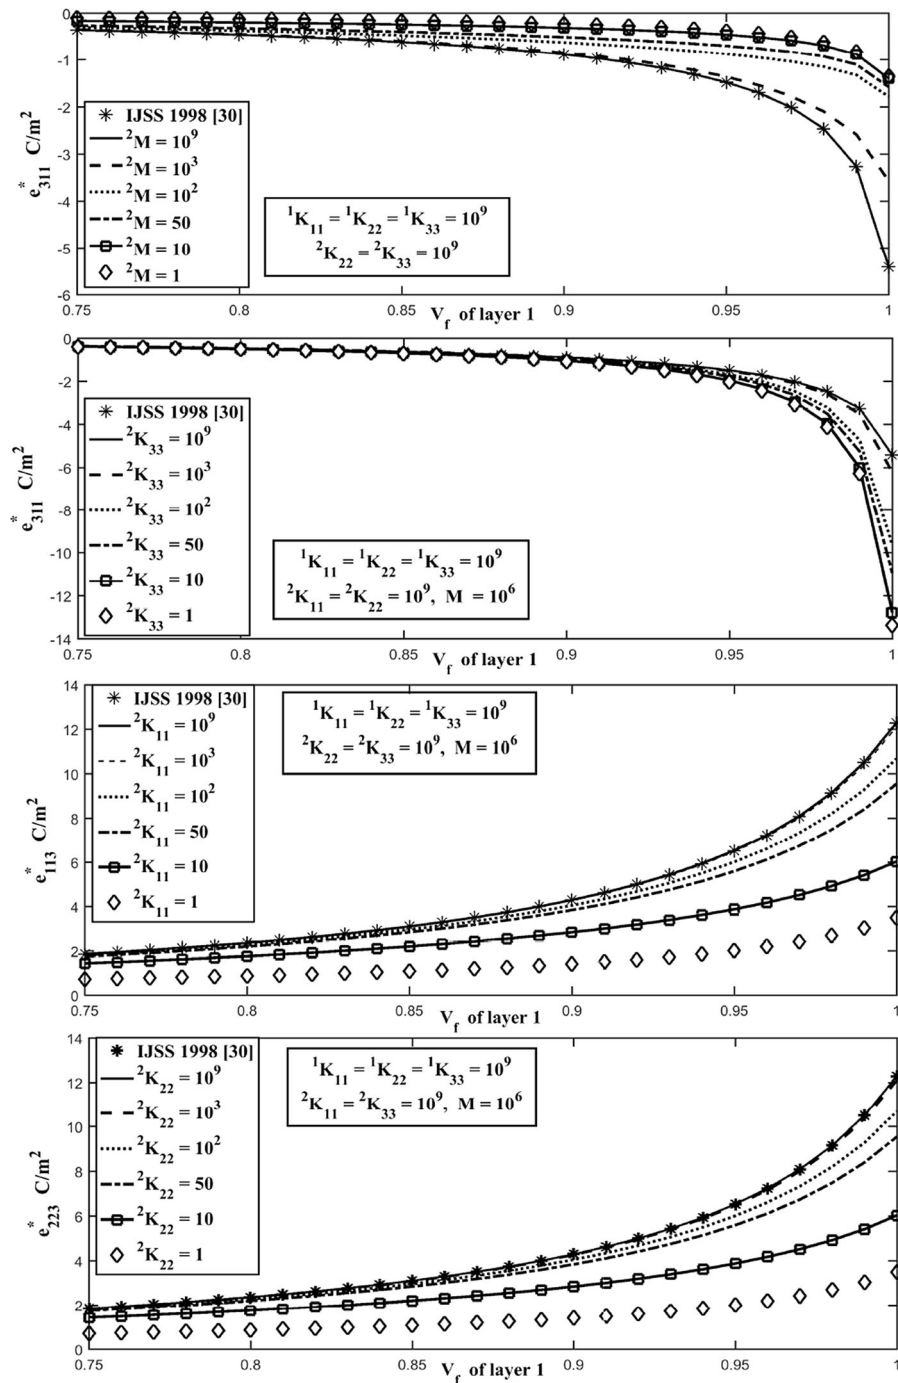 0
-1
-2
-3
-4
-5
-6
e*311 C/m2
IJSS 1998 [30]
2M = 10^9
2M = 10^3
2M = 10^2
2M = 50
2M = 10
2M = 1
1K11 = 1K22 = 1K33 = 10^9
2K22 = 2K33 = 10^9
0.75 0.8 0.85 0.9 0.95 1
Vf of layer 1
0
-2
-4
-6
-8
-10
-12
-14
e*311 C/m2
IJSS 1998 [30]
2K33 = 10^9
2K33 = 10^3
2K33 = 10^2
2K33 = 50
2K33 = 10
2K33 = 1
1K11 = 1K22 = 1K33 = 10^9
2K11 = 2K22 = 10^9, M = 10^6
0.75 0.8 0.85 0.9 0.95 1
Vf of layer 1
14
12
10
8
6
4
2
0
e*113 C/m2
IJSS 1998 [30]
2K11 = 10^9
2K11 = 10^3
2K11 = 10^2
2K11 = 50
2K11 = 10
2K11 = 1
1K11 = 1K22 = 1K33 = 10^9
2K22 = 2K33 = 10^9, M = 10^6
0.75 0.8 0.85 0.9 0.95 1
Vf of layer 1
14
12
10
8
6
4
2
0
e*223 C/m2
IJSS 1998 [30]
2K22 = 10^9
2K22 = 10^3
2K22 = 10^2
2K22 = 50
2K22 = 10
2K22 = 1
1K11 = 1K22 = 1K33 = 10^9
2K11 = 2K33 = 10^9, M = 10^6
0.75 0.8 0.85 0.9 0.95 1
Vf of layer 1